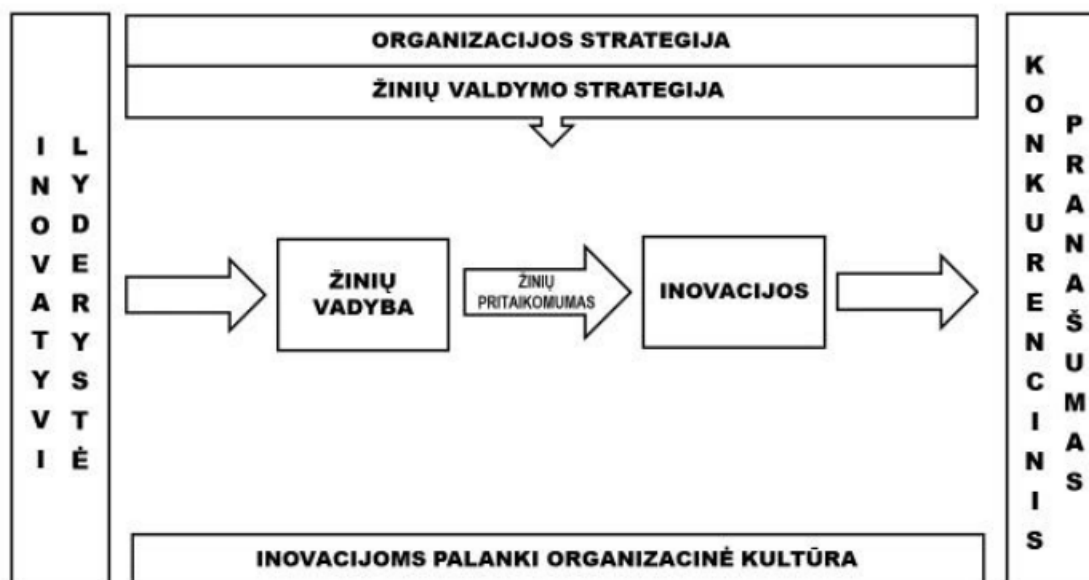 ORGANIZACIJOS STRATEGIJA
ŽINIŲ VALDYMO STRATEGIJA
INOVATYVI
LYDERYSTĖ
ŽINIŲ
VADYBA
ŽINIŲ
PRITAIKOMUMAS
INOVACIJOS
KONKURENCINIS
PRANAŠUMAS
INOVACIJOMS PALANKI ORGANIZACINĖ KULTŪRA